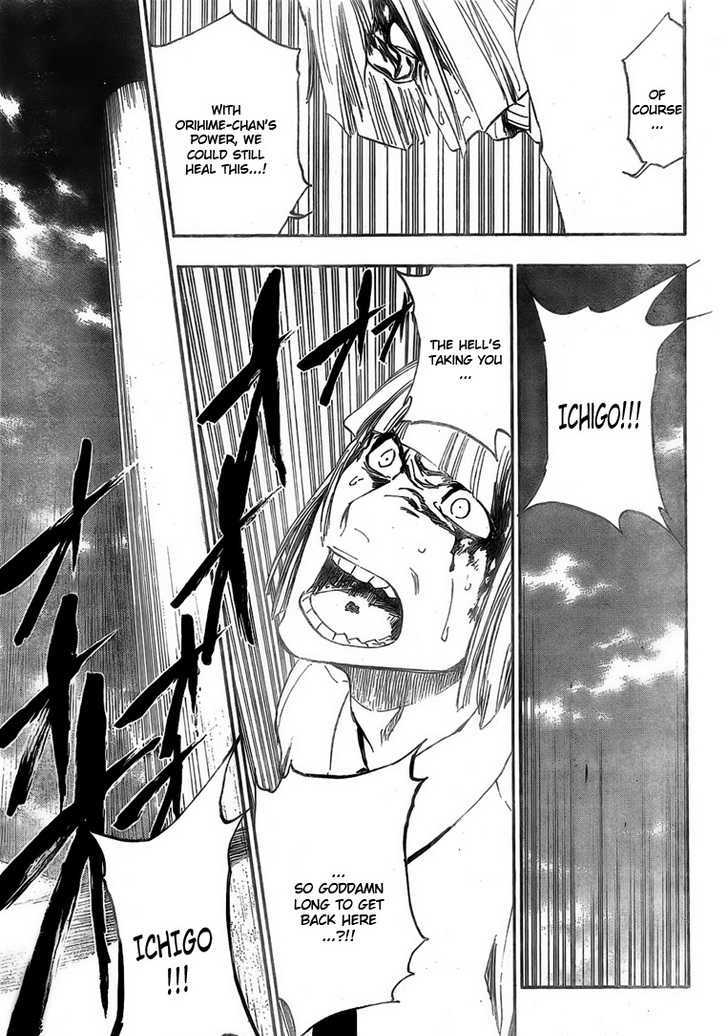 OF
COURSE
...
WITH
ORIHIME-CHAN'S
POWER, WE
COULD STILL
HEAL THIS...!
ICHIGO!!!
THE HELL'S
TAKING YOU
...
...
SO GODDAMN
LONG TO GET
BACK HERE
...?!!
ICHIGO
!!!
オオオオ
オオオオ